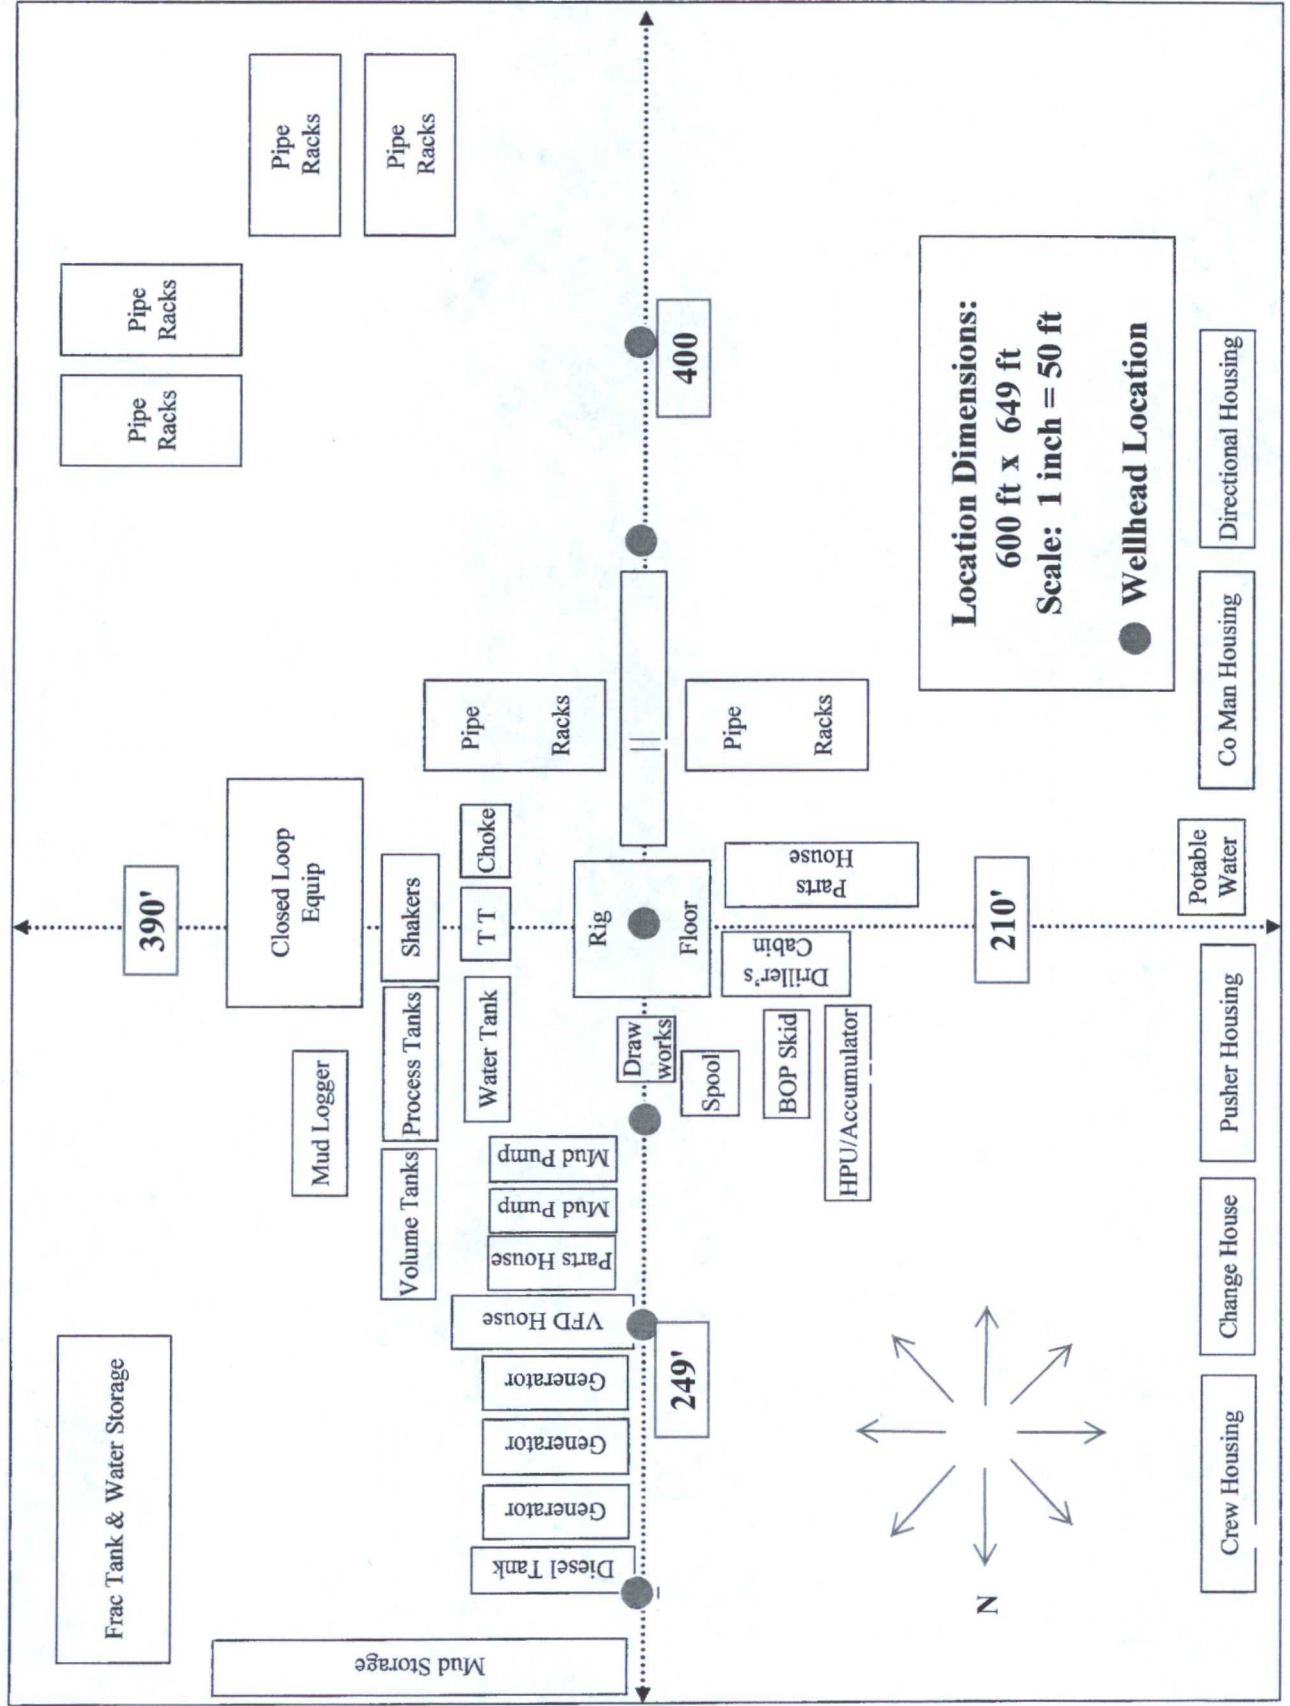 Frac Tank & Water Storage
Mud Storage
Diesel Tank
Generator
Generator
Generator
VFD House
Parts House
Mud Pump
Mud Pump
Volume Tanks
Mud Logger
Process Tanks
Water Tank
Shakers
T T
Choke
Closed Loop
Equip
390'
Pipe
Racks
Pipe
Racks
Pipe
Racks
Pipe
Racks
249'
Draw
works
Spool
BOP Skid
HPU/Accumulator
Rig
Floor
Driller's
Cabin
Parts
House
Pipe
Racks
Pipe
Racks
400
210'
N
Location Dimensions:
600 ft x 649 ft
Scale: 1 inch = 50 ft
Wellhead Location
Crew Housing
Change House
Pusher Housing
Potable
Water
Co Man Housing
Directional Housing